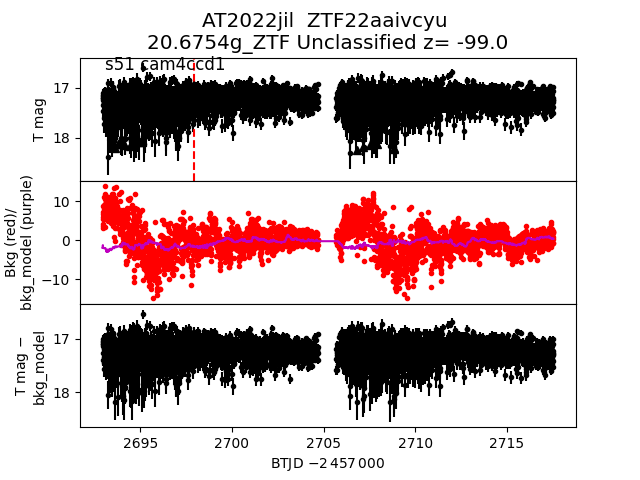 AT2022jil  ZTF22aaivcyu
20.6754g_ZTF Unclassified z= -99.0
s51 cam4ccd1
17
18
T mag
10
0
−10
Bkg (red)/
bkg_model (purple)
17
18
T mag −
bkg_model
2695
2700
2705
2710
2715
BTJD −2 457 000